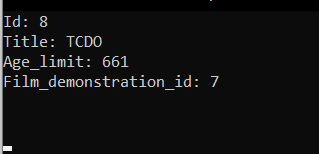 Id: 8
Title: TCDO
Age_limit: 661
Film_demonstration_id: 7